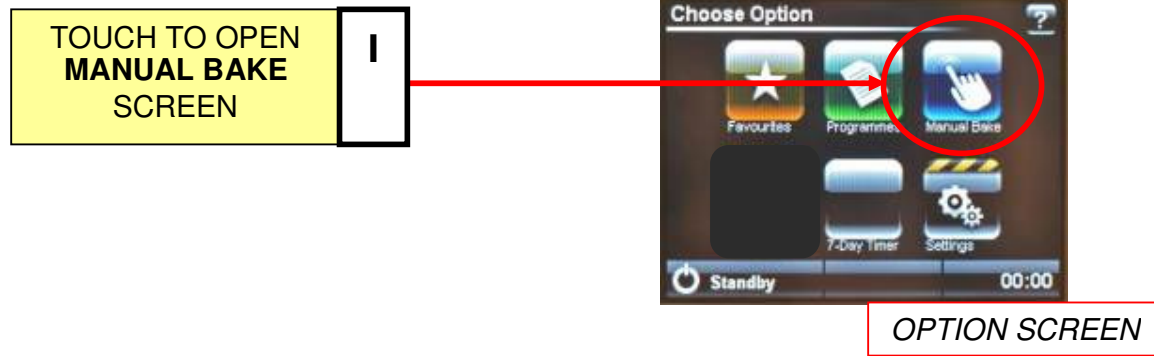 TOUCH TO OPEN
MANUAL BAKE
SCREEN
I
Choose Option
?
Favourites
Programmes
Manual Bake
7-Day Timer
Settings
Standby
00:00
OPTION SCREEN